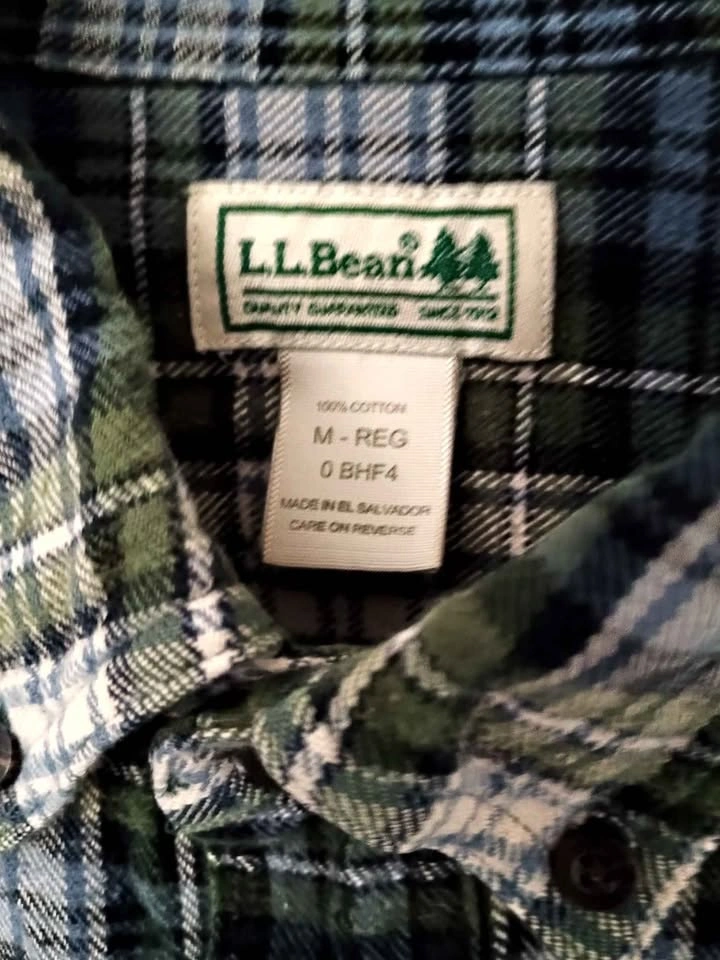 L.L.Bean®
QUALITY GUARANTEED SINCE 1912
100% COTTON
M - REG
0 BHF4
MADE IN EL SALVADOR
CARE ON REVERSE